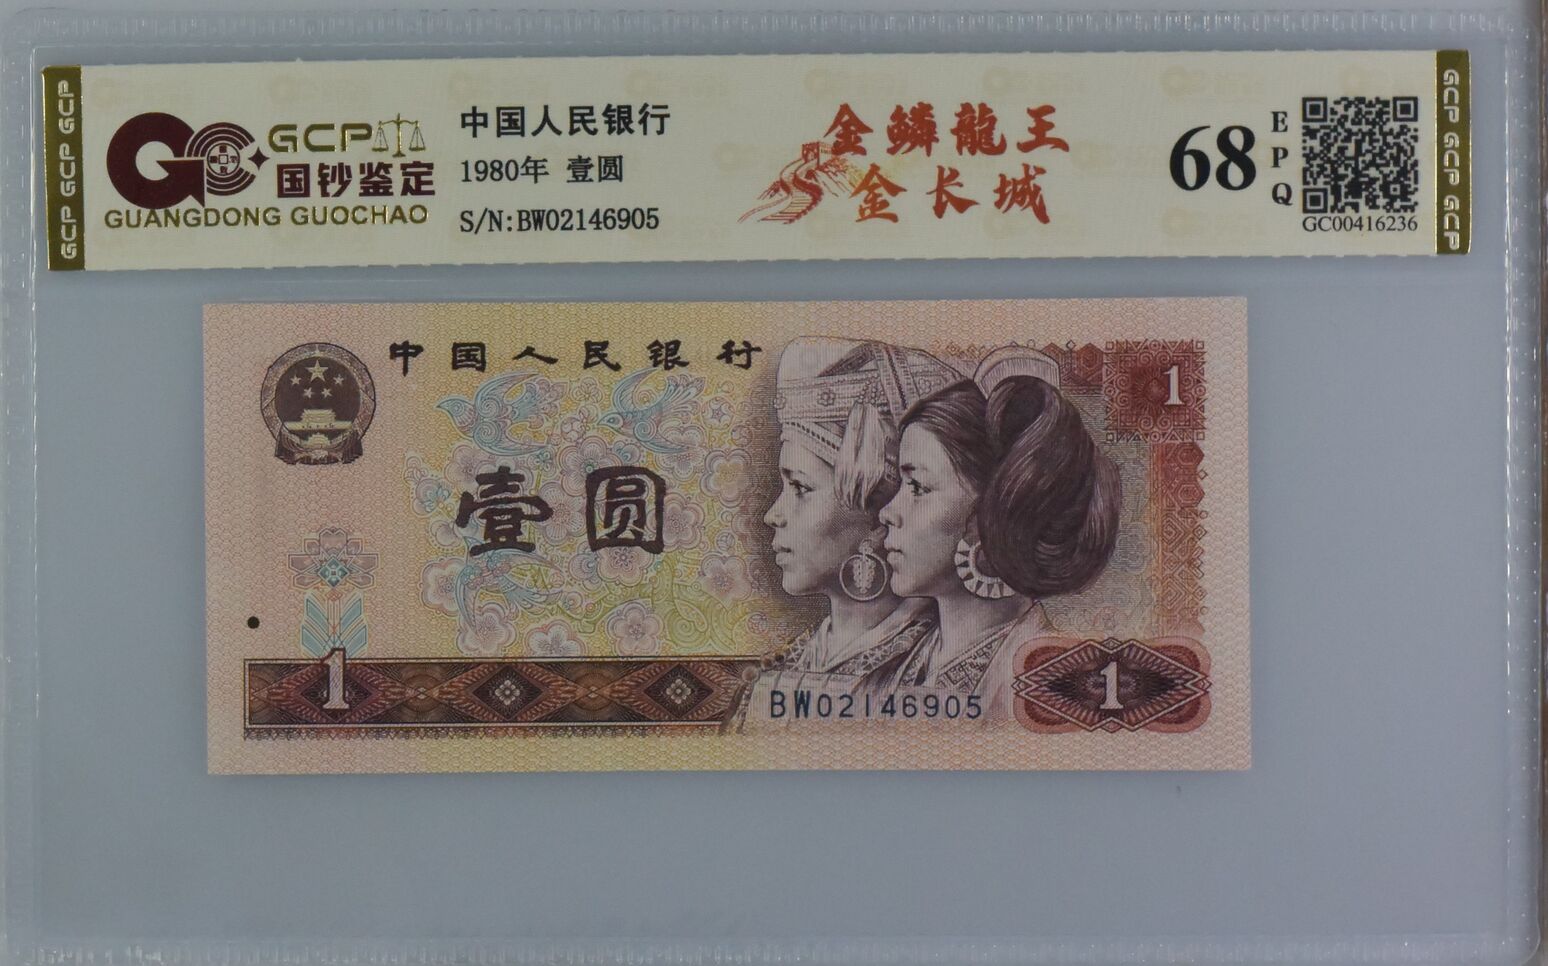 GCP GCP GCP
GCP
国钞鉴定
GUANGDONG GUOCHAO
中国人民银行
1980年 壹圆
S/N:BW02146905
金鳞龍王
金长城
68
EPQ
GC00416236
GCP GCP GCP
中国人民银行
1
壹圆
1
BW02146905
1